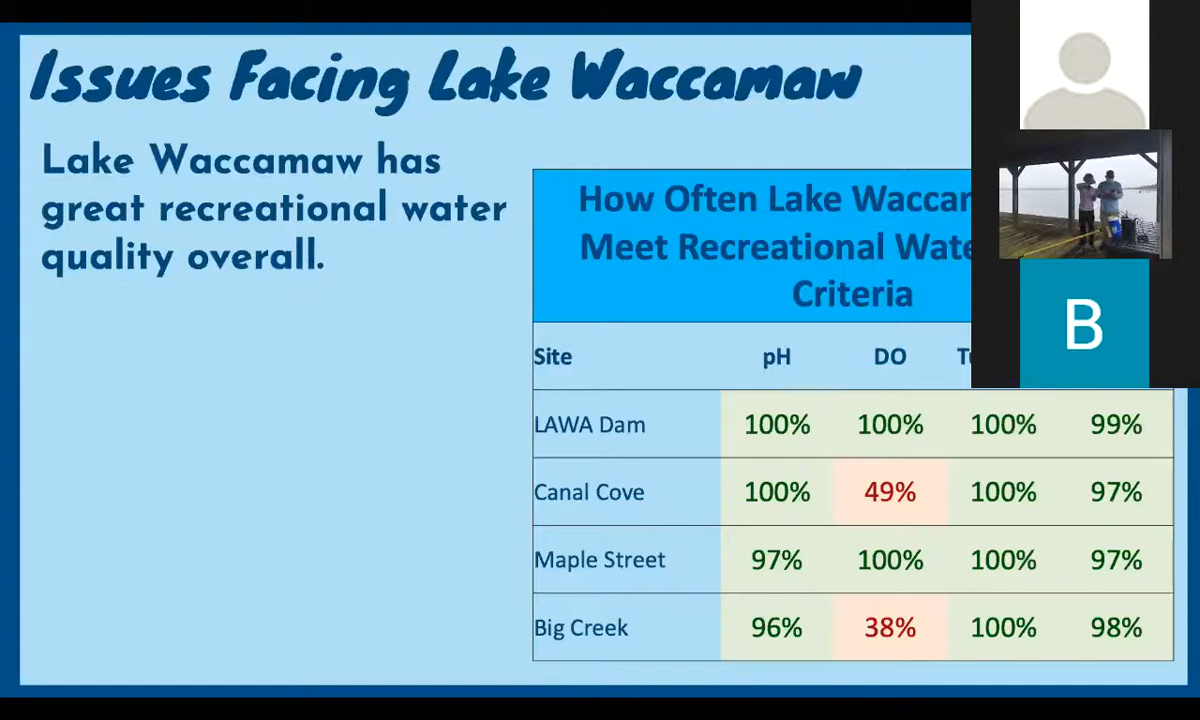 Issues Facing Lake Waccamaw
Lake Waccamaw has
great recreational water
quality overall.
How Often Lake
Meet Recreational
Criteria
Site pH DO
LAWA Dam 100% 100% 100% 99%
Canal Cove 100% 49% 100% 97%
Maple Street 97% 100% 100% 97%
Big Creek 96% 38% 100% 98%
B